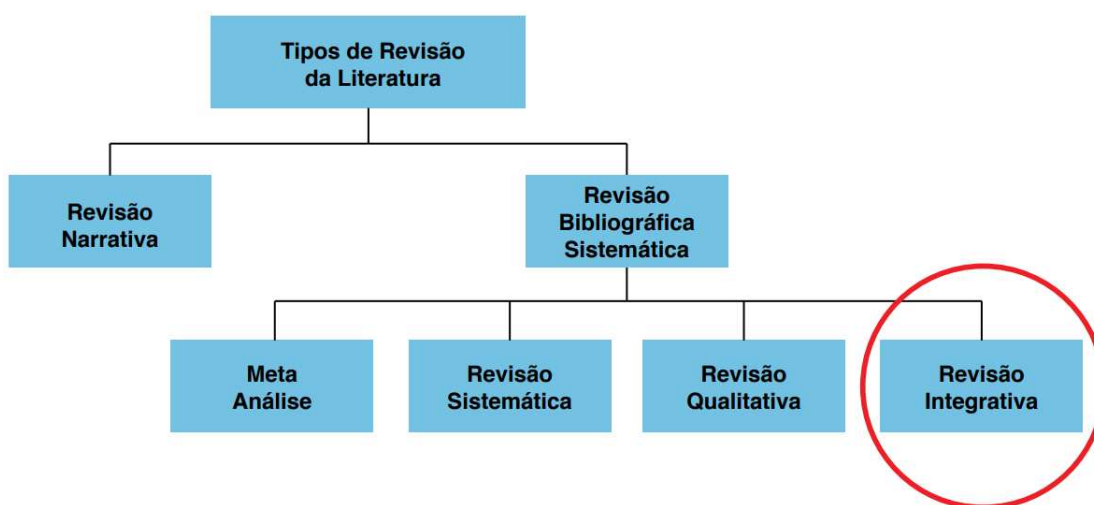 Tipos de Revisão
da Literatura
Revisão
Narrativa
Revisão
Bibliográfica
Sistemática
Meta
Análise
Revisão
Sistemática
Revisão
Qualitativa
Revisão
Integrativa